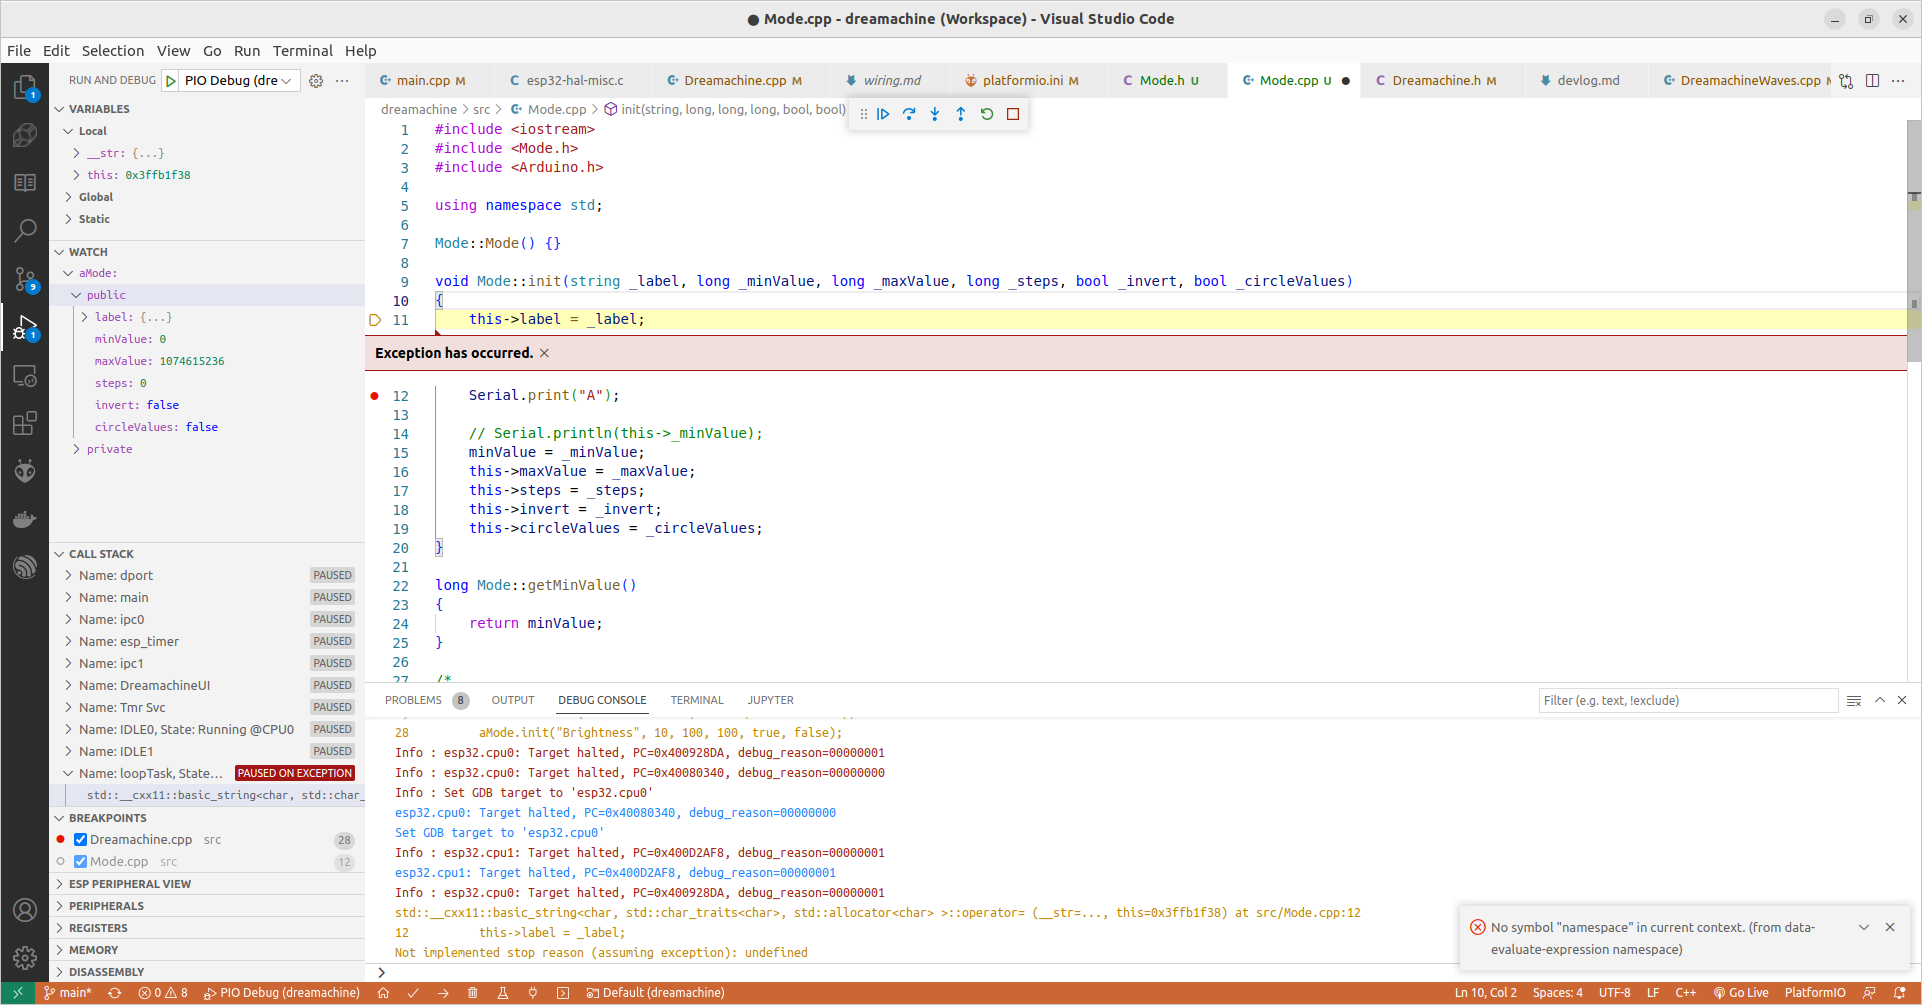 ● Mode.cpp - dreamachine (Workspace) - Visual Studio Code
File Edit Selection View Go Run Terminal Help
RUN AND DEBUG PIO Debug (dre
main.cpp M esp32-hal-misc.c Dreamachine.cpp M wiring.md platformio.ini M Mode.h U Mode.cpp U Dreamachine.h M devlog.md DreamachineWaves.cpp M
dreamachine > src > Mode.cpp > init(string, long, long, long, bool, bool)
VARIABLES
Local
__str: {...}
this: 0x3ffb1f38
Global
Static
WATCH
aMode:
public
label: {...}
minValue: 0
maxValue: 1074615236
steps: 0
invert: false
circleValues: false
private
CALL STACK
Name: dport PAUSED
Name: main PAUSED
Name: ipc0 PAUSED
Name: esp_timer PAUSED
Name: ipc1 PAUSED
Name: DreamachineUI PAUSED
Name: Tmr Svc PAUSED
Name: IDLE0, State: Running @CPU0 PAUSED
Name: IDLE1 PAUSED
Name: loopTask, State... PAUSED ON EXCEPTION
std::__cxx11::basic_string<char, std::char_
BREAKPOINTS
Dreamachine.cpp src 28
Mode.cpp src 12
ESP PERIPHERAL VIEW
PERIPHERALS
REGISTERS
MEMORY
DISASSEMBLY
1 #include <iostream>
2 #include <Mode.h>
3 #include <Arduino.h>
4
5 using namespace std;
6
7 Mode::Mode() {}
8
9 void Mode::init(string _label, long _minValue, long _maxValue, long _steps, bool _invert, bool _circleValues)
10 {
11 this->label = _label;
Exception has occurred. ×
12 Serial.print("A");
13
14 // Serial.println(this->_minValue);
15 minValue = _minValue;
16 this->maxValue = _maxValue;
17 this->steps = _steps;
18 this->invert = _invert;
19 this->circleValues = _circleValues;
20 }
21
22 long Mode::getMinValue()
23 {
24 return minValue;
25 }
26
27 /*
PROBLEMS 8 OUTPUT DEBUG CONSOLE TERMINAL JUPYTER Filter (e.g. text, !exclude)
28 aMode.init("Brightness", 10, 100, 100, true, false);
Info : esp32.cpu0: Target halted, PC=0x400928DA, debug_reason=00000001
Info : esp32.cpu0: Target halted, PC=0x40080340, debug_reason=00000000
Info : Set GDB target to 'esp32.cpu0'
esp32.cpu0: Target halted, PC=0x40080340, debug_reason=00000000
Set GDB target to 'esp32.cpu0'
Info : esp32.cpu1: Target halted, PC=0x400D2AF8, debug_reason=00000001
esp32.cpu1: Target halted, PC=0x400D2AF8, debug_reason=00000001
Info : esp32.cpu0: Target halted, PC=0x400928DA, debug_reason=00000001
std::__cxx11::basic_string<char, std::char_traits<char>, std::allocator<char> >::operator= (__str=..., this=0x3ffb1f38) at src/Mode.cpp:12
12 this->label = _label;
Not implemented stop reason (assuming exception): undefined
>
No symbol "namespace" in current context. (from data-
evaluate-expression namespace)
1
9
1
main* 0 8 PIO Debug (dreamachine) Default (dreamachine) Ln 10, Col 2 Spaces: 4 UTF-8 LF C++ Go Live PlatformIO